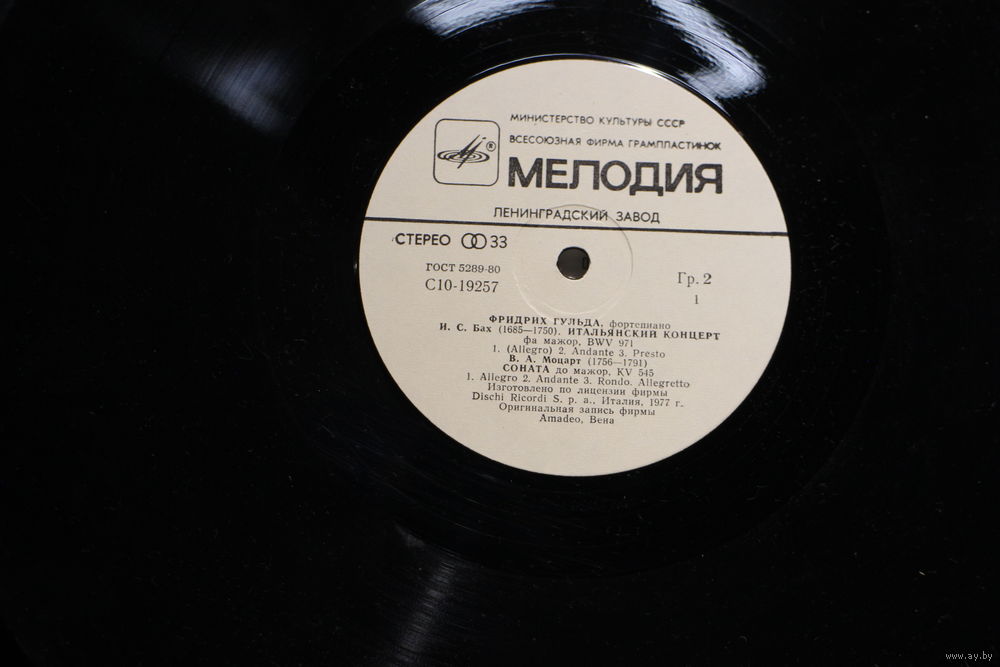 МИНИСТЕРСТВО КУЛЬТУРЫ СССР
ВСЕСОЮЗНАЯ ФИРМА ГРАМПЛАСТИНОК
®
МЕЛОДИЯ
ЛЕНИНГРАДСКИЙ ЗАВОД
СТЕРЕО 33
ГОСТ 5289-80
С10-19257
Гр. 2
1
ФРИДРИХ ГУЛЬДА, фортепиано
И. С. Бах (1685—1750). ИТАЛЬЯНСКИЙ КОНЦЕРТ
фа мажор, BWV 971
1. (Allegro) 2. Andante 3. Presto
В. А. Моцарт (1756—1791)
СОНАТА до мажор, KV 545
1. Allegro 2. Andante 3. Rondo. Allegretto
Изготовлено по лицензии фирмы
Dischi Ricordi S. p. a., Италия, 1977 г.
Оригинальная запись фирмы
Amadeo, Вена
www.ay.by